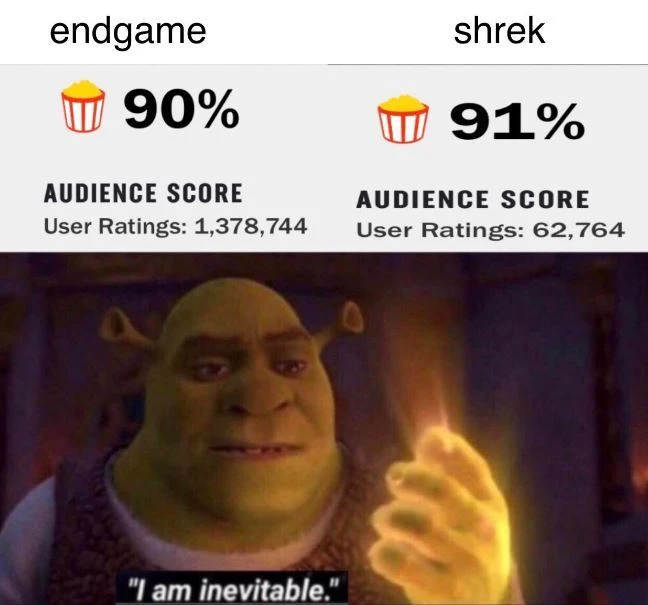 endgame
shrek
90%
91%
AUDIENCE SCORE
User Ratings: 1,378,744
AUDIENCE SCORE
User Ratings: 62,764
"I am inevitable."